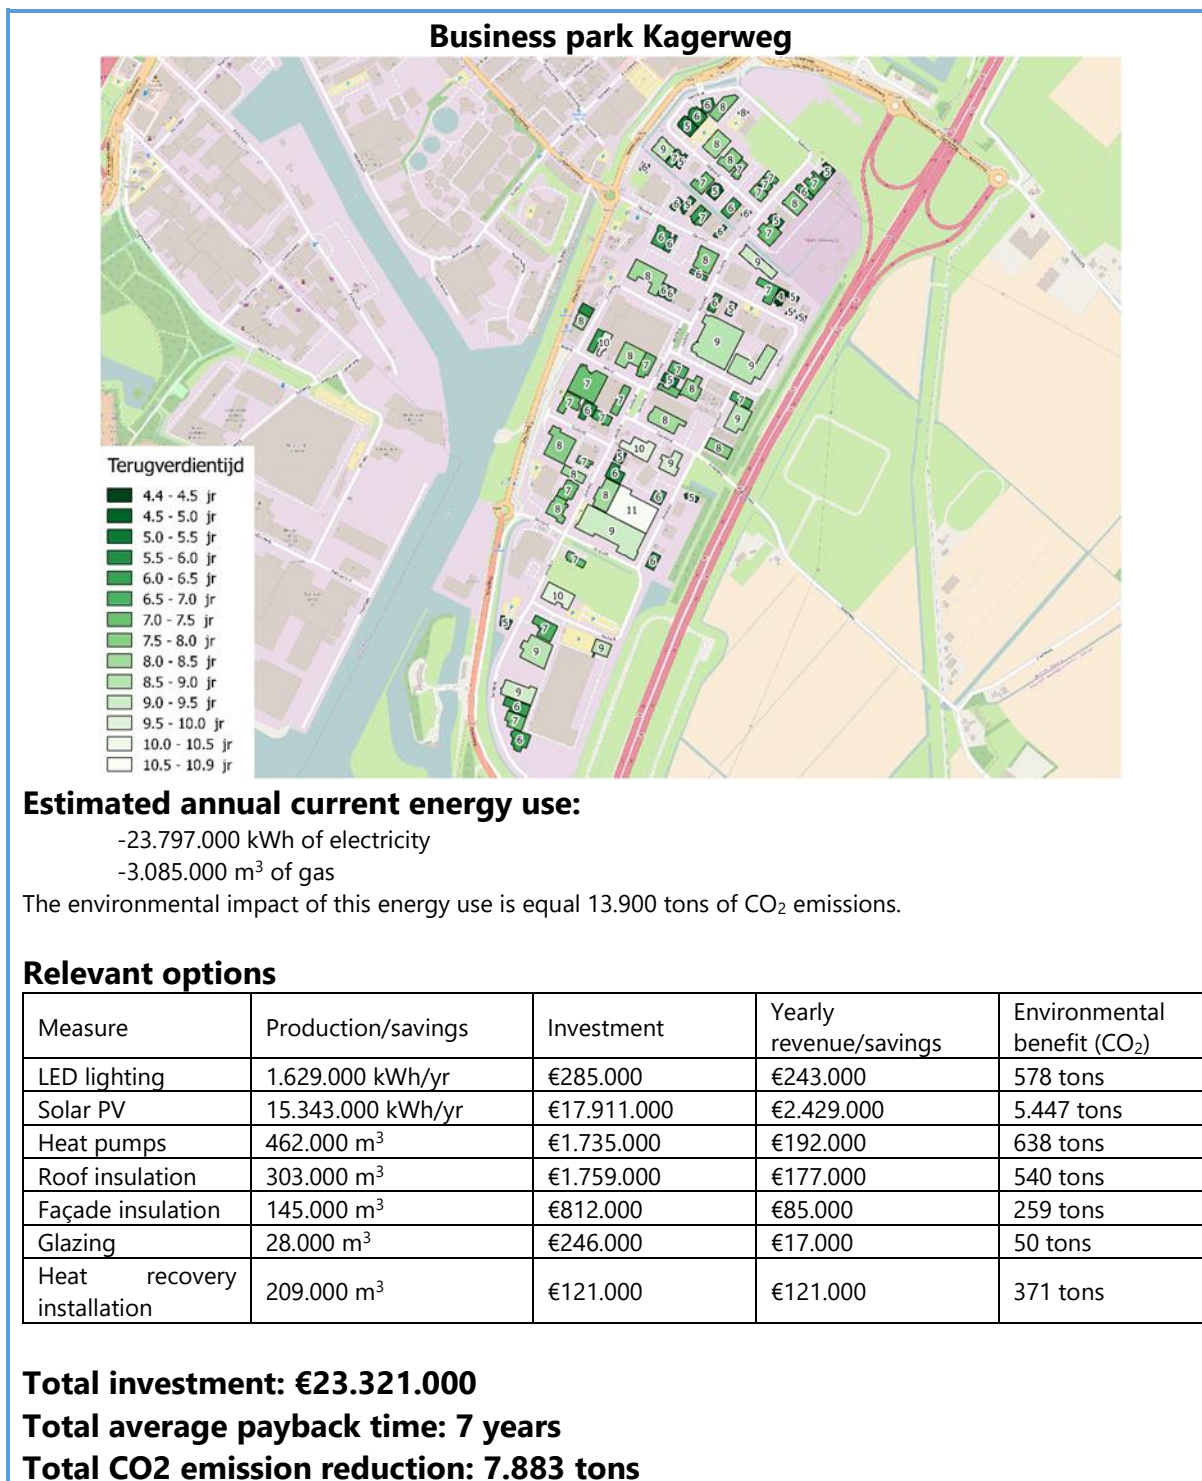 Business park Kagerweg
Terugverdientijd
4.4 - 4.5 jr
4.5 - 5.0 jr
5.0 - 5.5 jr
5.5 - 6.0 jr
6.0 - 6.5 jr
6.5 - 7.0 jr
7.0 - 7.5 jr
7.5 - 8.0 jr
8.0 - 8.5 jr
8.5 - 9.0 jr
9.0 - 9.5 jr
9.5 - 10.0 jr
10.0 - 10.5 jr
10.5 - 10.9 jr
Estimated annual current energy use:
-23.797.000 kWh of electricity
-3.085.000 m³ of gas
The environmental impact of this energy use is equal 13.900 tons of CO₂ emissions.
Relevant options
Measure Production/savings Investment Yearly revenue/savings Environmental benefit (CO₂)
LED lighting 1.629.000 kWh/yr €285.000 €243.000 578 tons
Solar PV 15.343.000 kWh/yr €17.911.000 €2.429.000 5.447 tons
Heat pumps 462.000 m³ €1.735.000 €192.000 638 tons
Roof insulation 303.000 m³ €1.759.000 €177.000 540 tons
Façade insulation 145.000 m³ €812.000 €85.000 259 tons
Glazing 28.000 m³ €246.000 €17.000 50 tons
Heat recovery installation 209.000 m³ €121.000 €121.000 371 tons
Total investment: €23.321.000
Total average payback time: 7 years
Total CO2 emission reduction: 7.883 tons